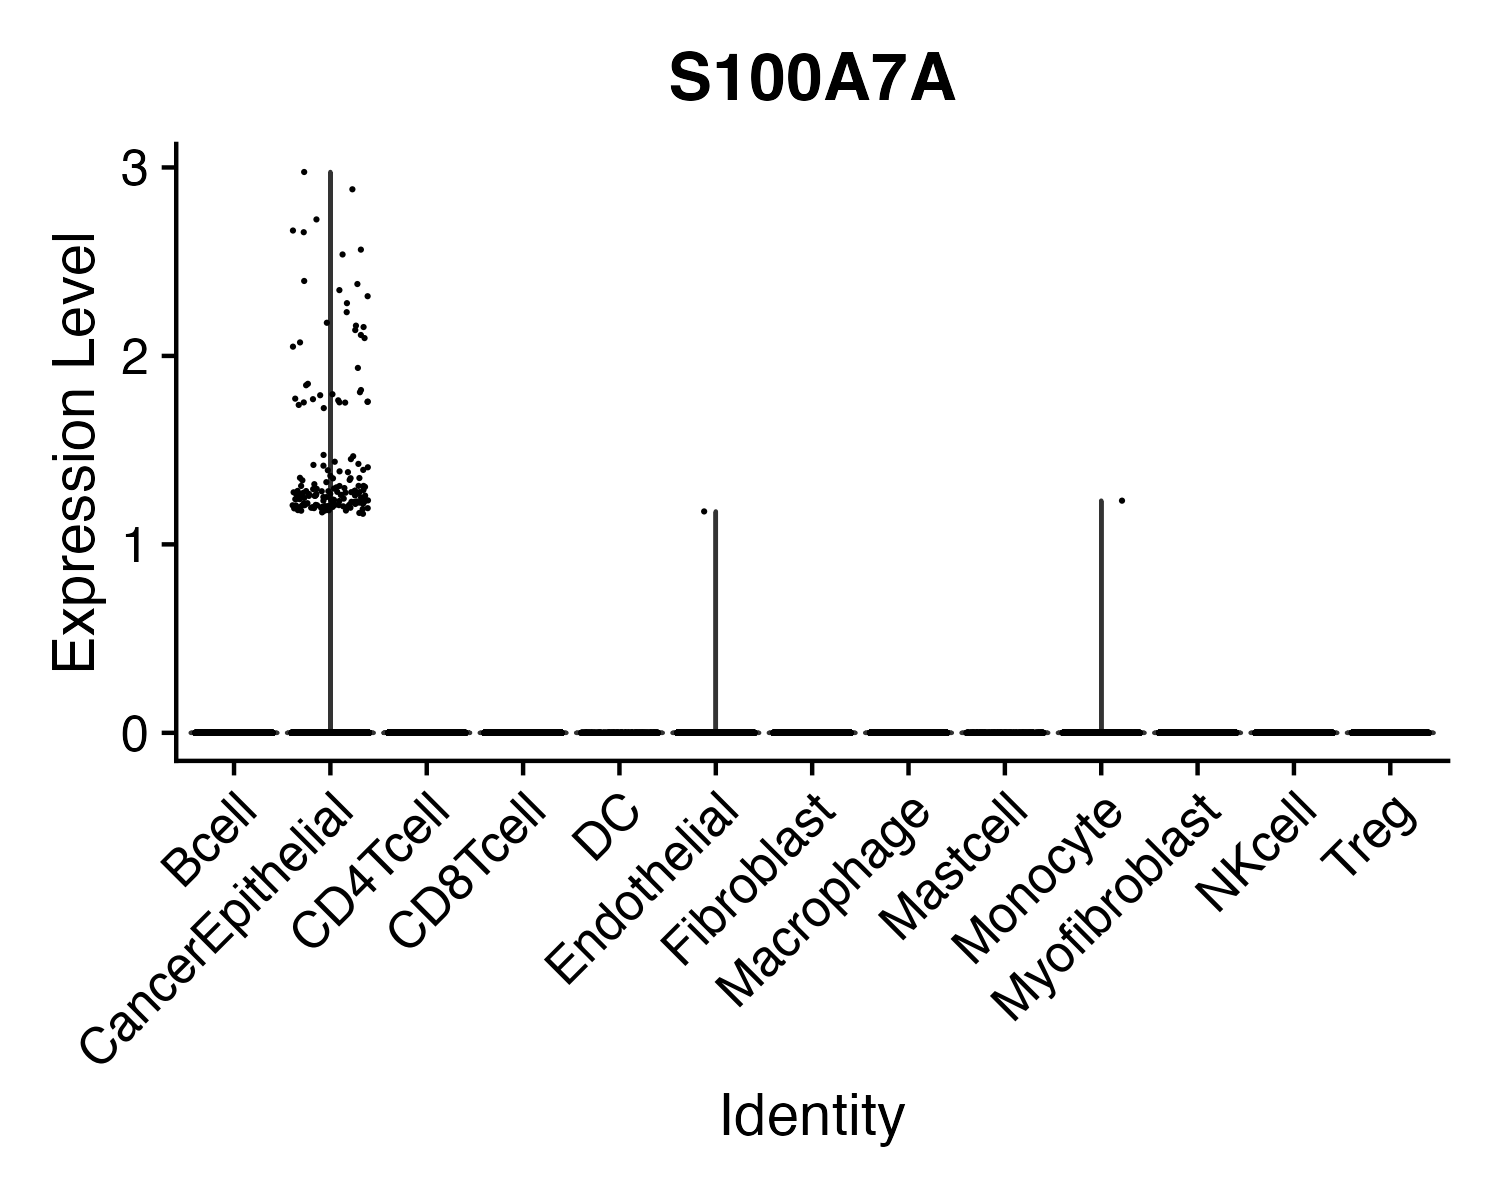 S100A7A
Expression Level
3
2
1
0
Bcell
CancerEpithelial
CD4Tcell
CD8Tcell
DC
Endothelial
Fibroblast
Macrophage
Mastcell
Monocyte
Myofibroblast
NKcell
Treg
Identity